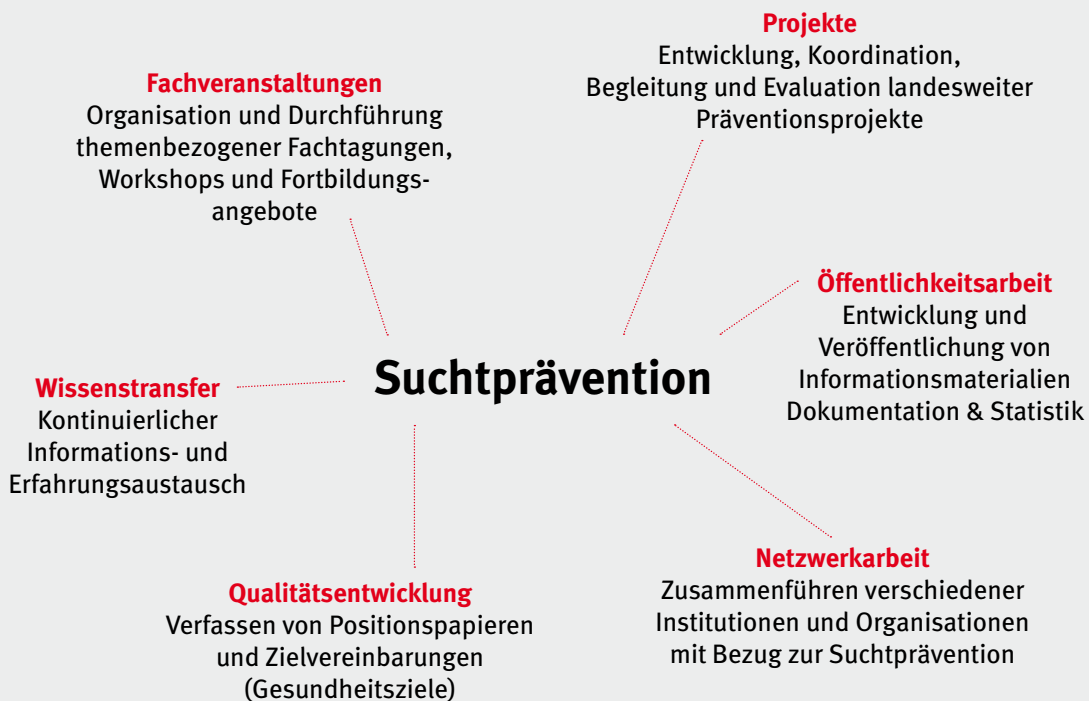 Projekte
Entwicklung, Koordination,
Begleitung und Evaluation landesweiter
Präventionsprojekte
Fachveranstaltungen
Organisation und Durchführung
themenbezogener Fachtagungen,
Workshops und Fortbildungs-
angebote
Öffentlichkeitsarbeit
Entwicklung und
Veröffentlichung von
Informationsmaterialien
Dokumentation & Statistik
Suchtprävention
Wissenstransfer
Kontinuierlicher
Informations- und
Erfahrungsaustausch
Netzwerkarbeit
Zusammenführen verschiedener
Institutionen und Organisationen
mit Bezug zur Suchtprävention
Qualitätsentwicklung
Verfassen von Positionspapieren
und Zielvereinbarungen
(Gesundheitsziele)